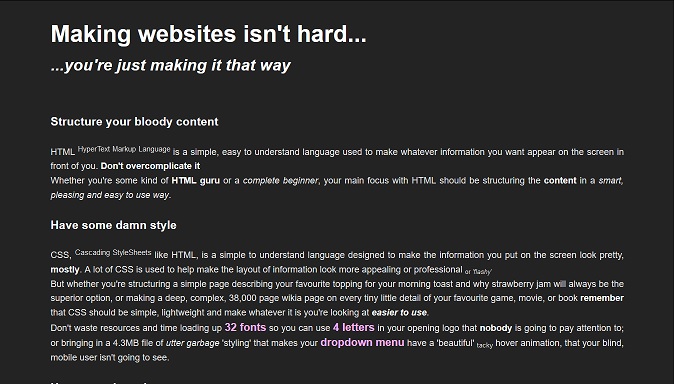 Making websites isn't hard...
...you're just making it that way
Structure your bloody content
HTML HyperText Markup Language is a simple, easy to understand language used to make whatever information you want appear on the screen in
front of you. Don't overcomplicate it
Whether you're some kind of HTML guru or a complete beginner, your main focus with HTML should be structuring the content in a smart,
pleasing and easy to use way.
Have some damn style
CSS, Cascading StyleSheets like HTML, is a simple to understand language designed to make the information you put on the screen look pretty,
mostly. A lot of CSS is used to help make the layout of information look more appealing or professional or 'flashy'
But whether you're structuring a simple page describing your favourite topping for your morning toast and why strawberry jam will always be the
superior option, or making a deep, complex, 38,000 page wikia page on every tiny little detail of your favourite game, movie, or book remember
that CSS should be simple, lightweight and make whatever it is you're looking at easier to use.
Don't waste resources and time loading up 32 fonts so you can use 4 letters in your opening logo that nobody is going to pay attention to;
or bringing in a 4.3MB file of utter garbage 'styling' that makes your dropdown menu have a 'beautiful' tacky hover animation, that your blind,
mobile user isn't going to see.